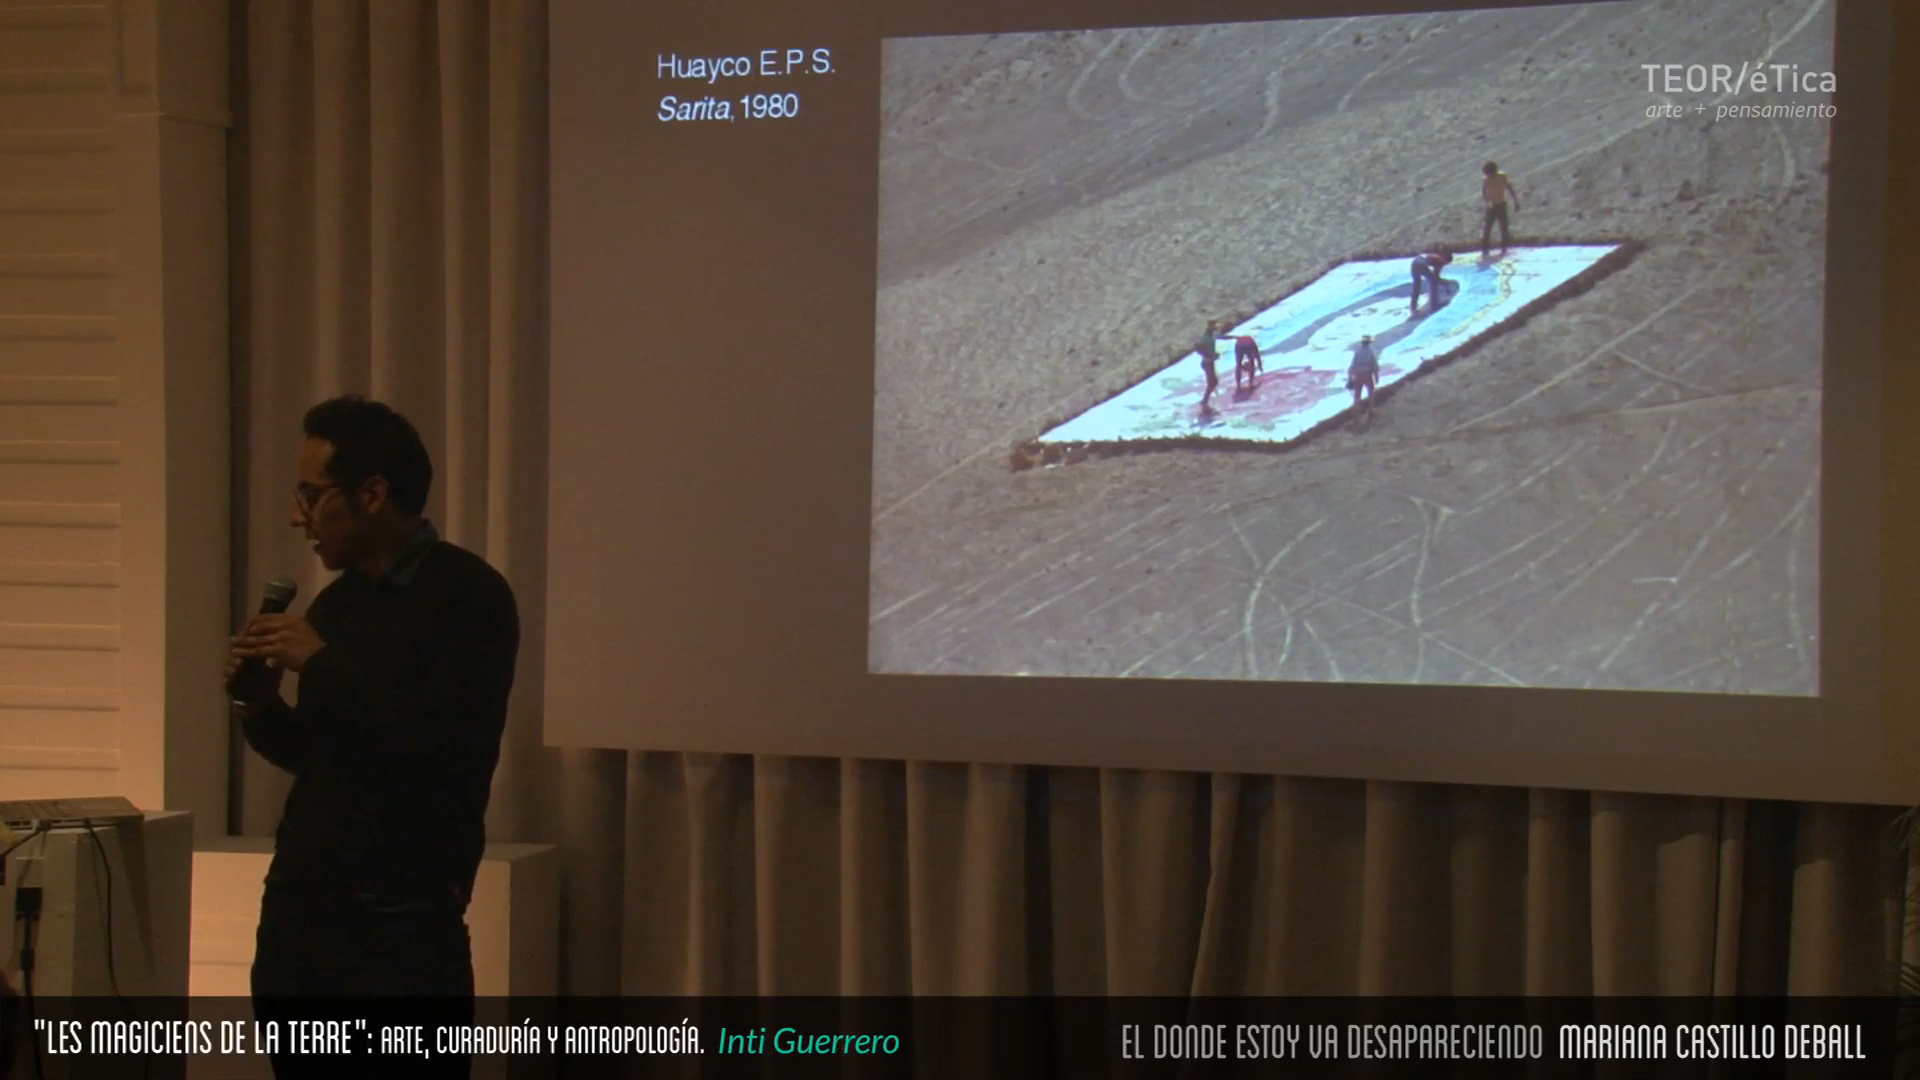 Huayco E.P.S.
Sarita, 1980
TEOR/éTica
arte + pensamiento
"LES MAGICIENS DE LA TERRE": ARTE, CURADURÍA Y ANTROPOLOGÍA. Inti Guerrero
EL DONDE ESTOY VA DESAPARECIENDO MARIANA CASTILLO DEBALL